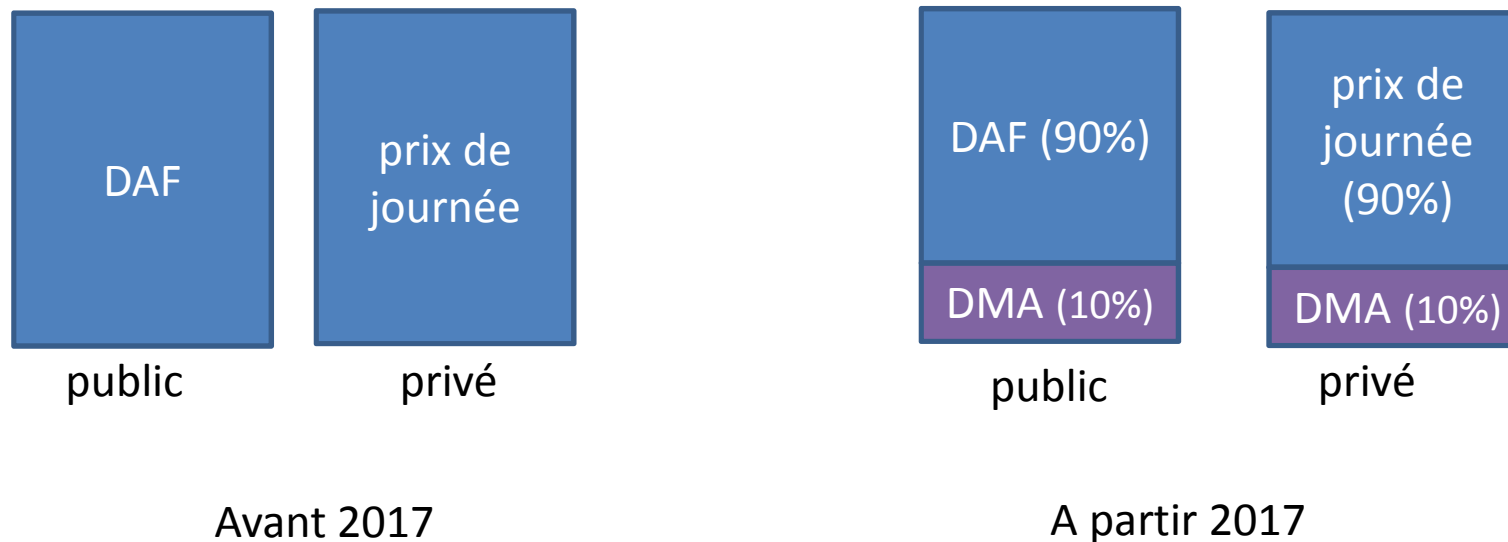 DAF
prix de
journée
public
privé
Avant 2017
DAF (90%)
DMA (10%)
prix de
journée
(90%)
DMA (10%)
public
privé
A partir 2017